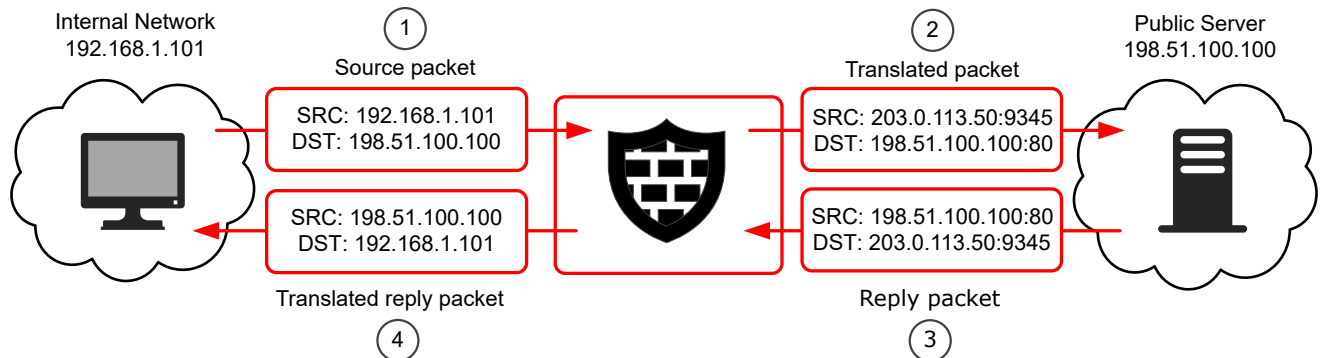 Internal Network
192.168.1.101
1
Source packet
SRC: 192.168.1.101
DST: 198.51.100.100
2
Translated packet
SRC: 203.0.113.50:9345
DST: 198.51.100.100:80
Public Server
198.51.100.100
SRC: 198.51.100.100:80
DST: 203.0.113.50:9345
Reply packet
3
SRC: 198.51.100.100
DST: 192.168.1.101
Translated reply packet
4